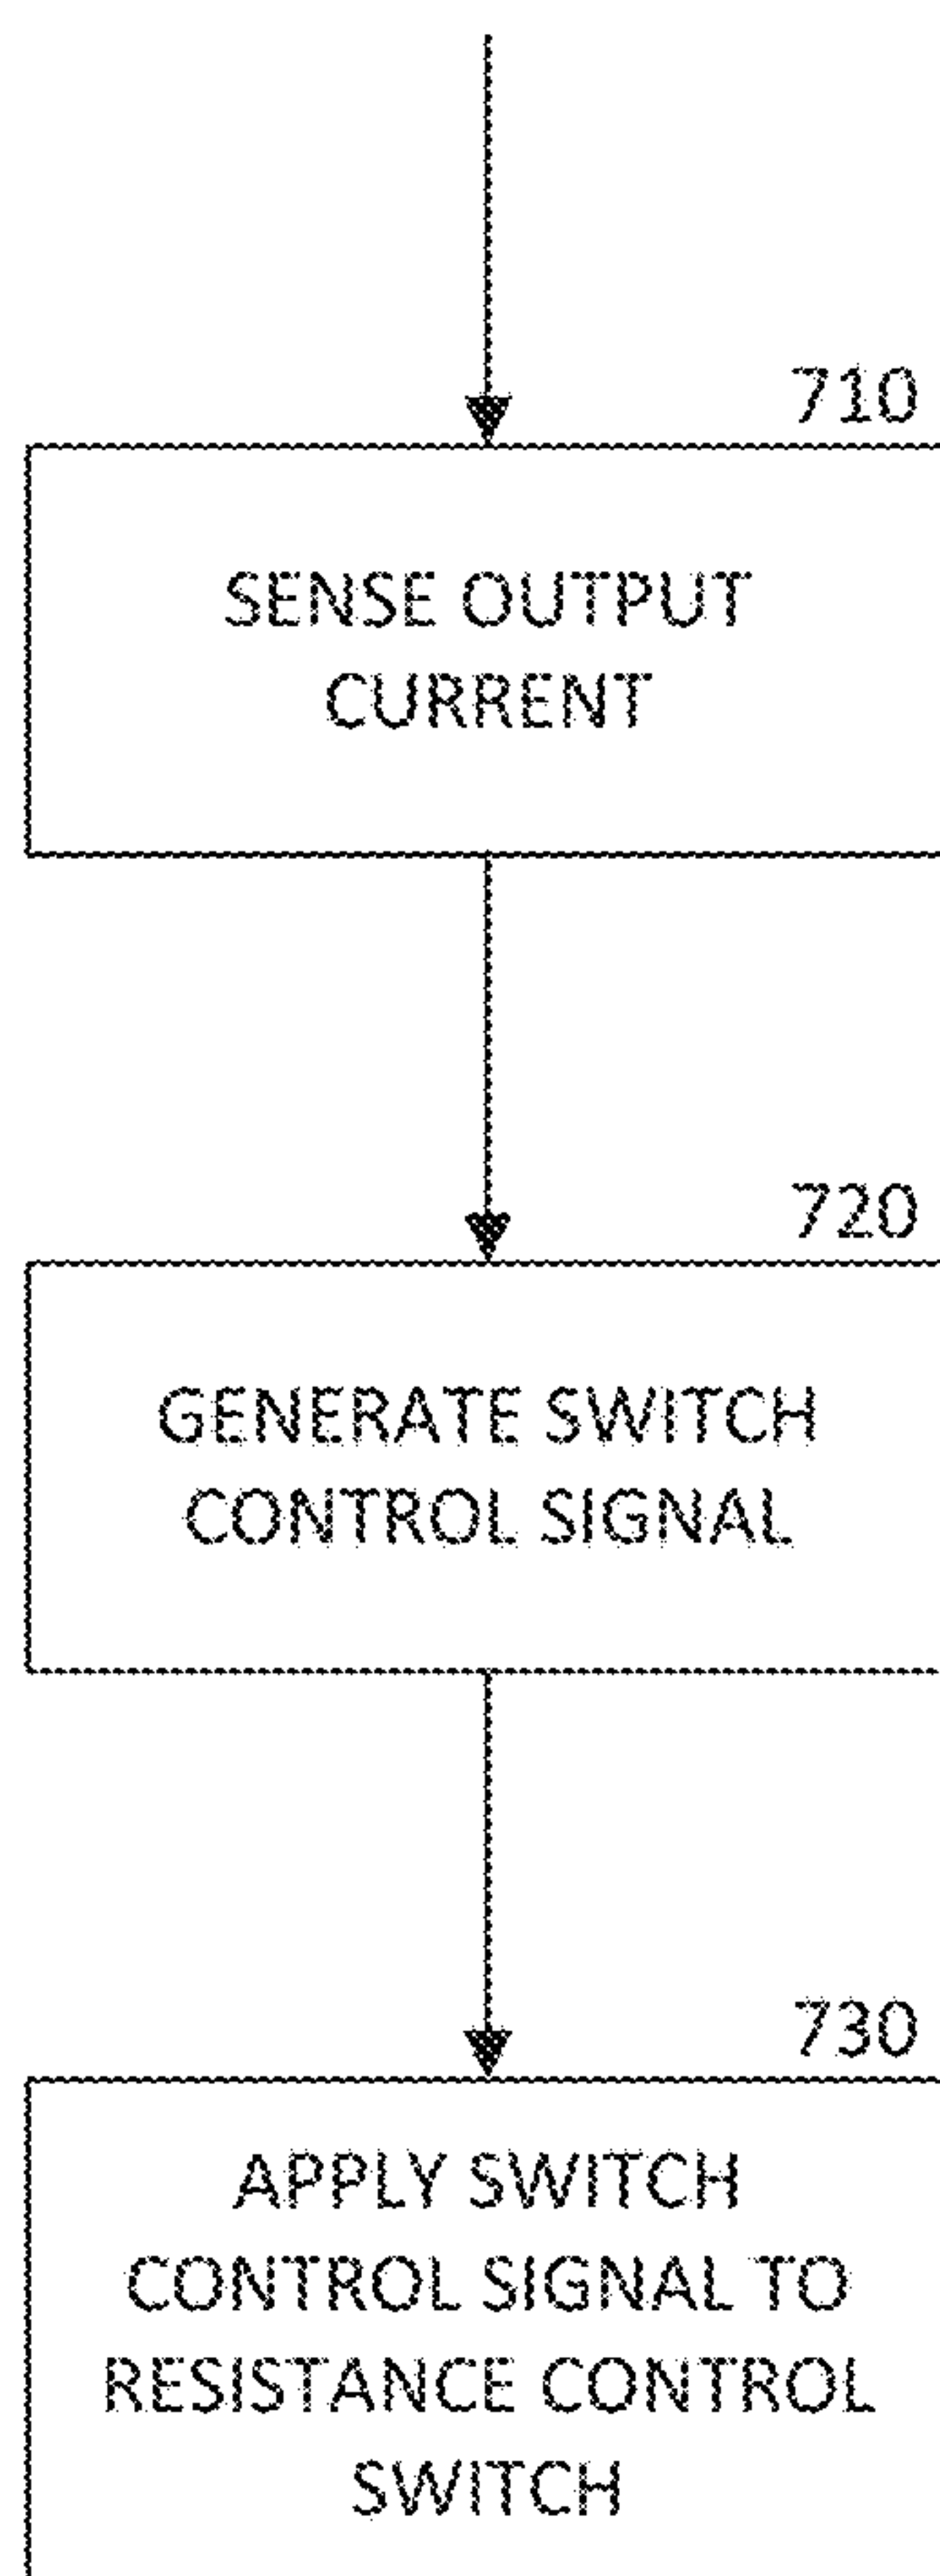 710
SENSE OUTPUT
CURRENT
720
GENERATE SWITCH
CONTROL SIGNAL
730
APPLY SWITCH
CONTROL SIGNAL TO
RESISTANCE CONTROL
SWITCH